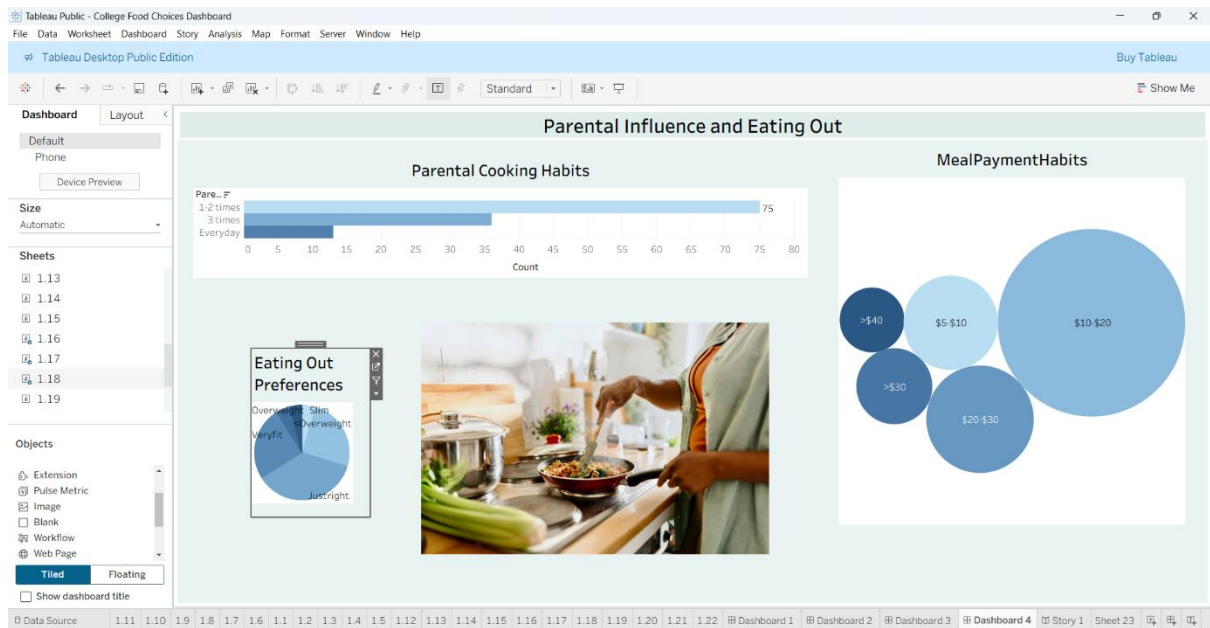 Tableau Public - College Food Choices Dashboard
File Data Worksheet Dashboard Story Analysis Map Format Server Window Help
Tableau Desktop Public Edition
Buy Tableau
Standard
Show Me
Dashboard
Layout
Default
Phone
Device Preview
Size
Automatic
Sheets
1.13
1.14
1.15
1.16
1.17
1.18
1.19
Objects
Extension
Pulse Metric
Image
Blank
Workflow
Web Page
Tiled
Floating
Show dashboard title
Parental Influence and Eating Out
Parental Cooking Habits
Pare..
1-2 times
75
3 times
Everyday
0 5 10 15 20 25 30 35 40 45 50 55 60 65 70 75 80
Count
Eating Out
Preferences
Overweight Slim
<Overweight
Veryfit
Justright
MealPaymentHabits
>$40
$5-$10
$10-$20
>$30
$20-$30
Data Source 1.11 1.10 1.9 1.8 1.7 1.6 1.1 1.2 1.3 1.4 1.5 1.12 1.13 1.14 1.15 1.16 1.17 1.18 1.19 1.20 1.21 1.22 Dashboard 1 Dashboard 2 Dashboard 3 Dashboard 4 Story 1 Sheet 23